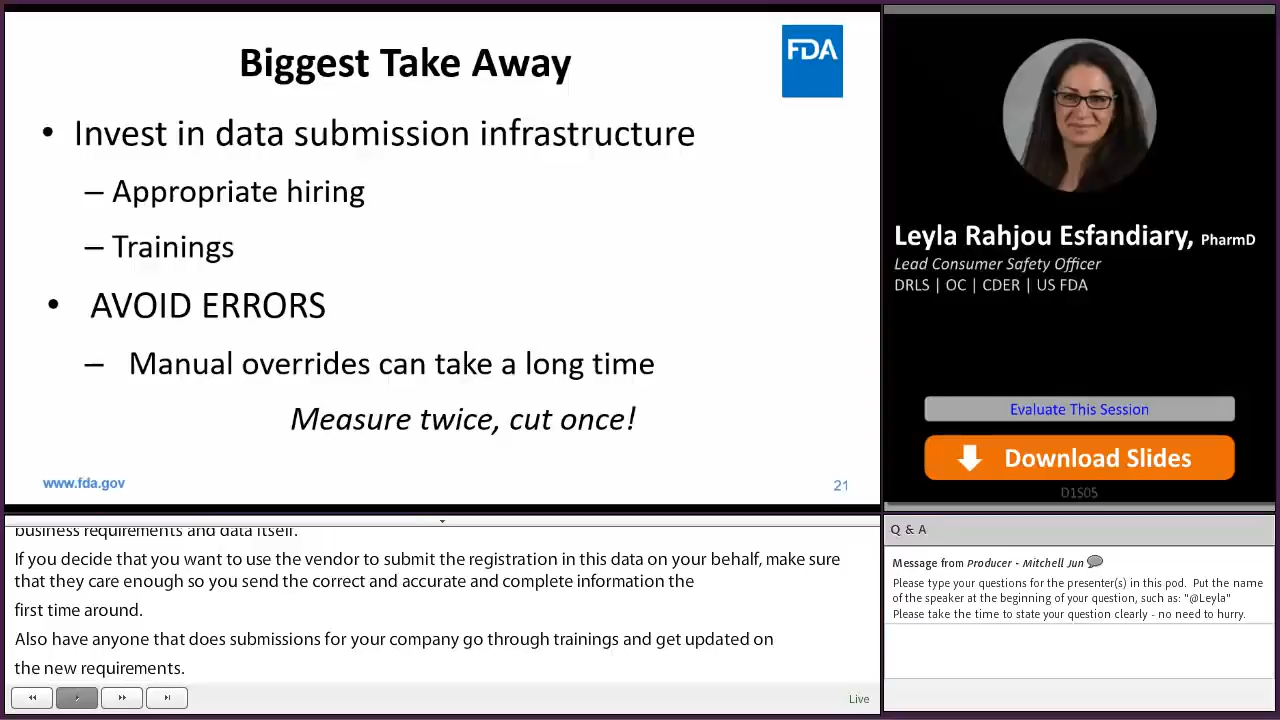 Biggest Take Away
FDA
• Invest in data submission infrastructure
– Appropriate hiring
– Trainings
• AVOID ERRORS
– Manual overrides can take a long time
Measure twice, cut once!
www.fda.gov
21
Leyla Rahjou Esfandiary, PharmD
Lead Consumer Safety Officer
DRLS | OC | CDER | US FDA
Evaluate This Session
Download Slides
D1S05
business requirements and data itself.
If you decide that you want to use the vendor to submit the registration in this data on your behalf, make sure
that they care enough so you send the correct and accurate and complete information the
first time around.
Also have anyone that does submissions for your company go through trainings and get updated on
the new requirements.
Live
Q & A
Message from Producer - Mitchell Jun
Please type your questions for the presenter(s) in this pod. Put the name
of the speaker at the beginning of your question, such as: "@Leyla"
Please take the time to state your question clearly - no need to hurry.